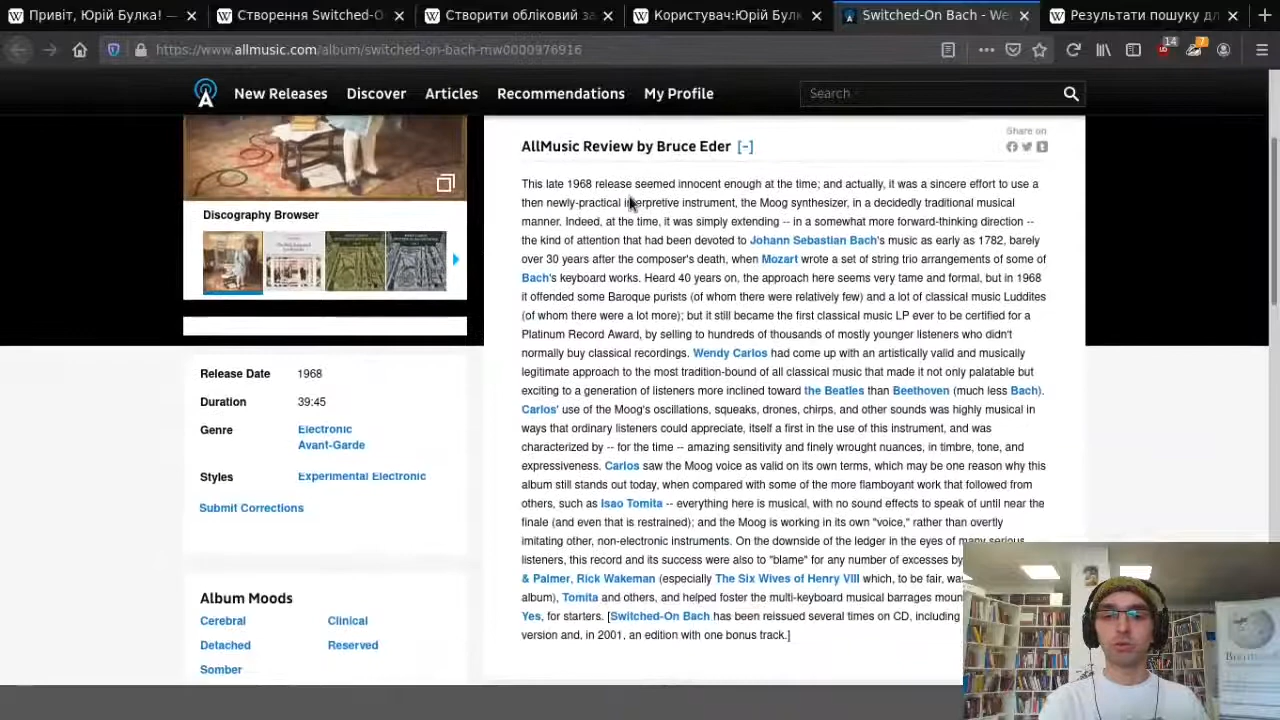 Привіт, Юрій Булка! —
Створення Switched-O
Створити обліковий за
Користувач:Юрій Булк
Switched-On Bach - We
Результати пошуку дл
https://www.allmusic.com/album/switched-on-bach-mw0000976916
14
7
New Releases
Discover
Articles
Recommendations
My Profile
Search
Share on
AllMusic Review by Bruce Eder [-]
This late 1968 release seemed innocent enough at the time; and actually, it was a sincere effort to use a
then newly-practical interpretive instrument, the Moog synthesizer, in a decidedly traditional musical
manner. Indeed, at the time, it was simply extending -- in a somewhat more forward-thinking direction --
the kind of attention that had been devoted to Johann Sebastian Bach's music as early as 1782, barely
over 30 years after the composer's death, when Mozart wrote a set of string trio arrangements of some of
Bach's keyboard works. Heard 40 years on, the approach here seems very tame and formal, but in 1968
it offended some Baroque purists (of whom there were relatively few) and a lot of classical music Luddites
(of whom there were a lot more); but it still became the first classical music LP ever to be certified for a
Platinum Record Award, by selling to hundreds of thousands of mostly younger listeners who didn't
normally buy classical recordings. Wendy Carlos had come up with an artistically valid and musically
legitimate approach to the most tradition-bound of all classical music that made it not only palatable but
exciting to a generation of listeners more inclined toward the Beatles than Beethoven (much less Bach).
Carlos' use of the Moog's oscillations, squeaks, drones, chirps, and other sounds was highly musical in
ways that ordinary listeners could appreciate, itself a first in the use of this instrument, and was
characterized by -- for the time -- amazing sensitivity and finely wrought nuances, in timbre, tone, and
expressiveness. Carlos saw the Moog voice as valid on its own terms, which may be one reason why this
album still stands out today, when compared with some of the more flamboyant work that followed from
others, such as Isao Tomita -- everything here is musical, with no sound effects to speak of until near the
finale (and even that is restrained); and the Moog is working in its own "voice," rather than overtly
imitating other, non-electronic instruments. On the downside of the ledger in the eyes of many serious
listeners, this record and its success were also to "blame" for any number of excesses by
& Palmer, Rick Wakeman (especially The Six Wives of Henry VIII which, to be fair, wa
album), Tomita and others, and helped foster the multi-keyboard musical barrages moun
Yes, for starters. [Switched-On Bach has been reissued several times on CD, including
version and, in 2001, an edition with one bonus track.]
Discography Browser
Release Date 1968
Duration 39:45
Genre Electronic
Avant-Garde
Styles Experimental Electronic
Submit Corrections
Album Moods
Cerebral Clinical
Detached Reserved
Somber